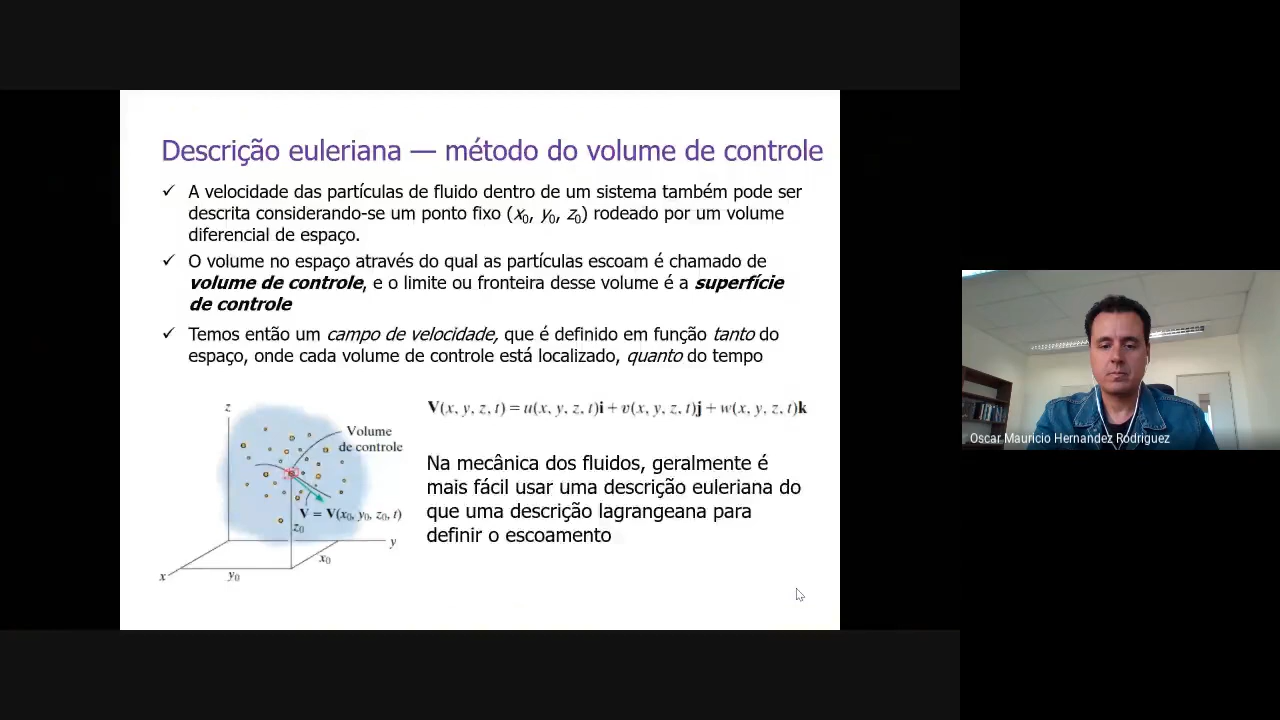 Descrição euleriana — método do volume de controle
✓ A velocidade das partículas de fluido dentro de um sistema também pode ser
descrita considerando-se um ponto fixo (x₀, y₀, z₀) rodeado por um volume
diferencial de espaço.
✓ O volume no espaço através do qual as partículas escoam é chamado de
volume de controle, e o limite ou fronteira desse volume é a superfície
de controle
✓ Temos então um campo de velocidade, que é definido em função tanto do
espaço, onde cada volume de controle está localizado, quanto do tempo
z
Volume
de controle
V = V(x₀, y₀, z₀, t)
z₀
y
x₀
x
y₀
V(x, y, z, t) = u(x, y, z, t)i + v(x, y, z, t)j + w(x, y, z, t)k
Na mecânica dos fluidos, geralmente é
mais fácil usar uma descrição euleriana do
que uma descrição lagrangeana para
definir o escoamento
Oscar Mauricio Hernandez Rodriguez